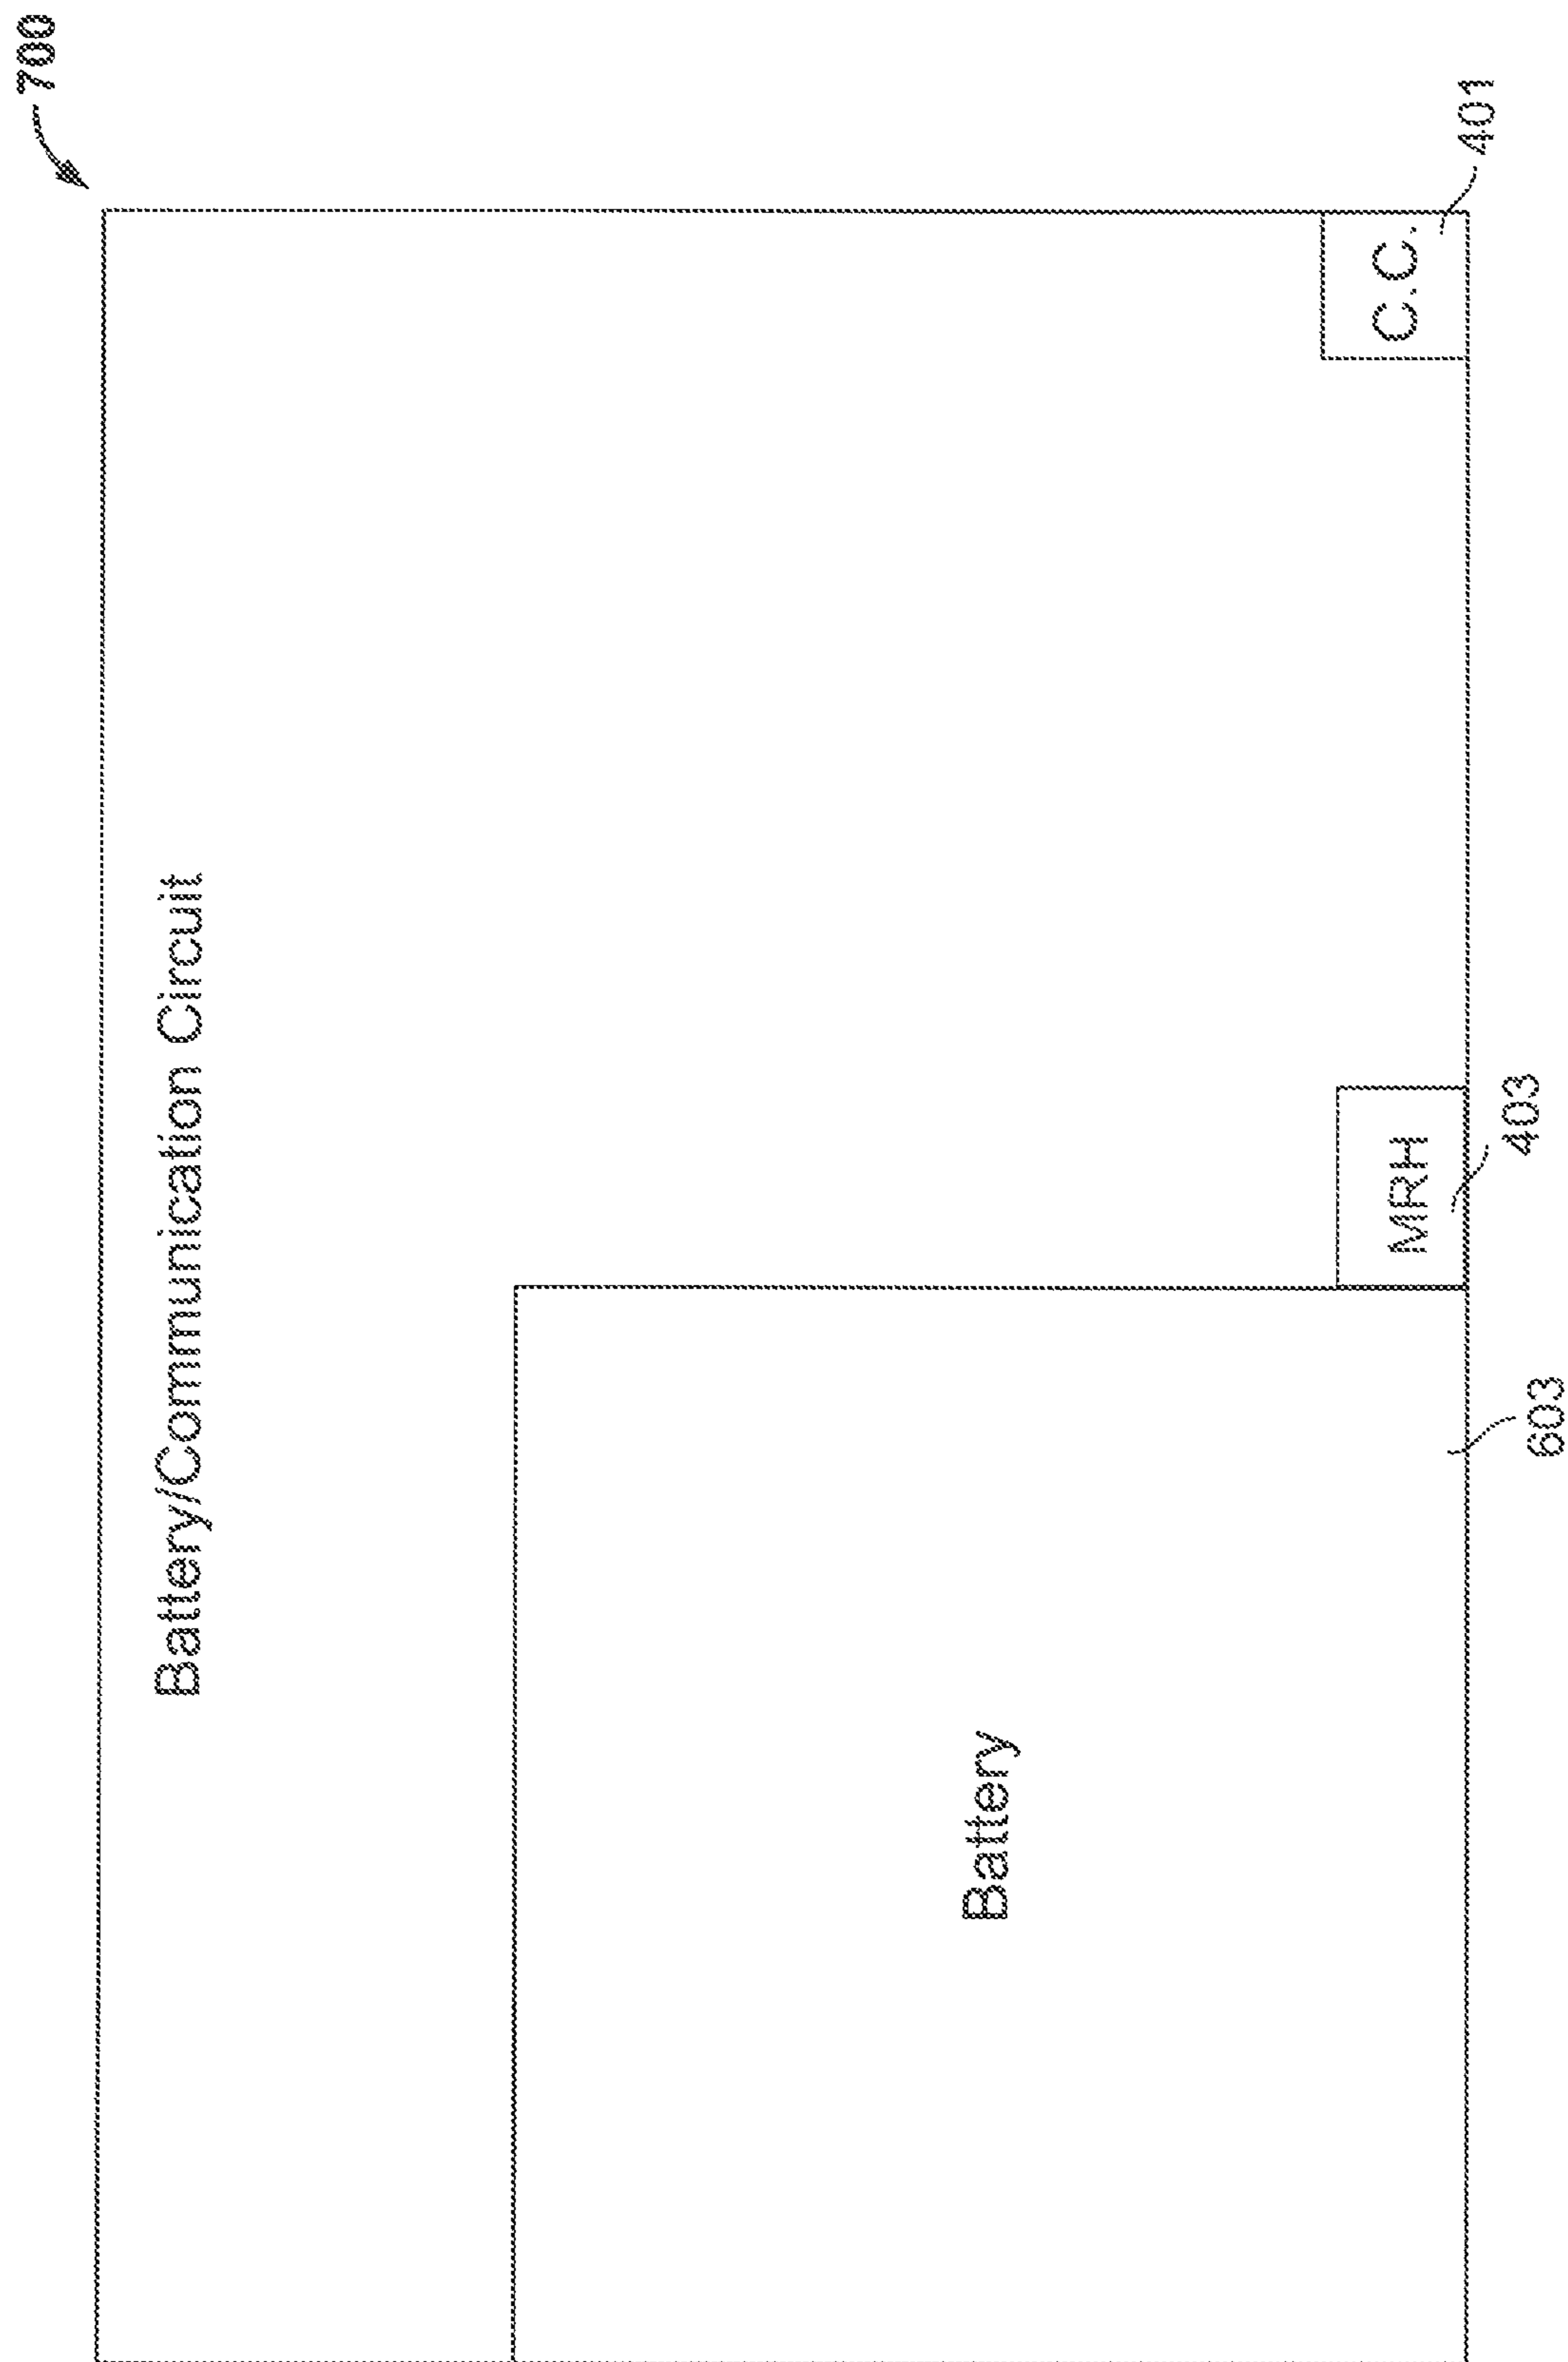 700
Battery/Communication Circuit
Battery
603
MRH
403
C.C.
401